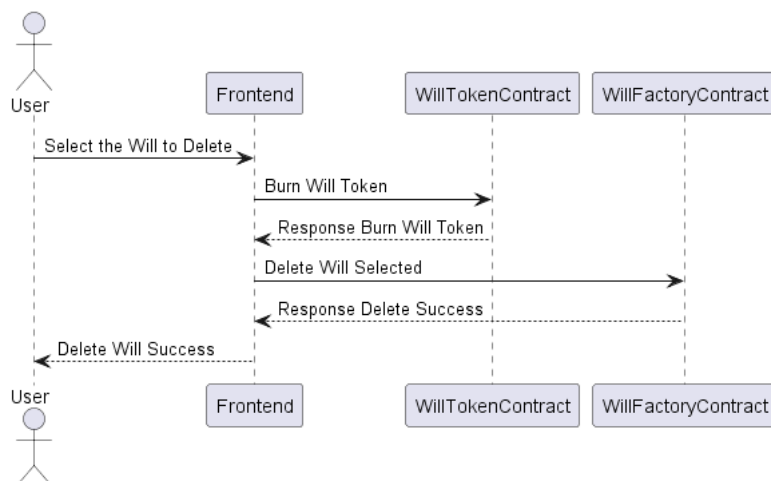 User
Frontend
WillTokenContract
WillFactoryContract
Select the Will to Delete
Burn Will Token
Response Burn Will Token
Delete Will Selected
Response Delete Success
Delete Will Success
User
Frontend
WillTokenContract
WillFactoryContract